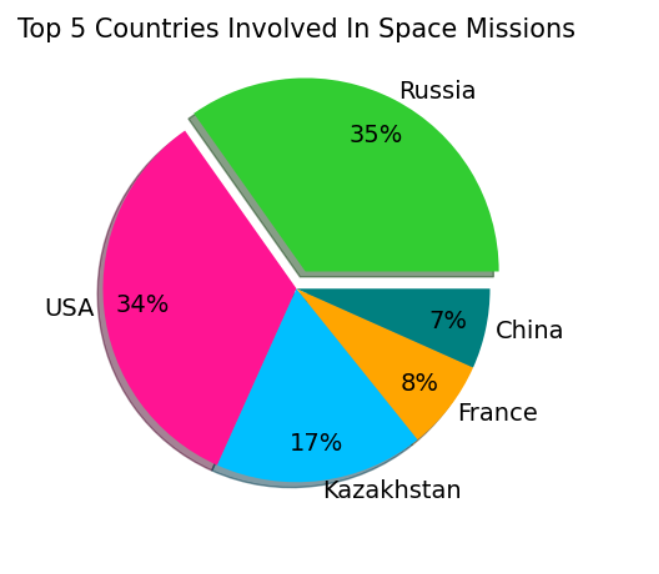 Top 5 Countries Involved In Space Missions
Russia
35%
USA
34%
7%
China
8%
France
17%
Kazakhstan